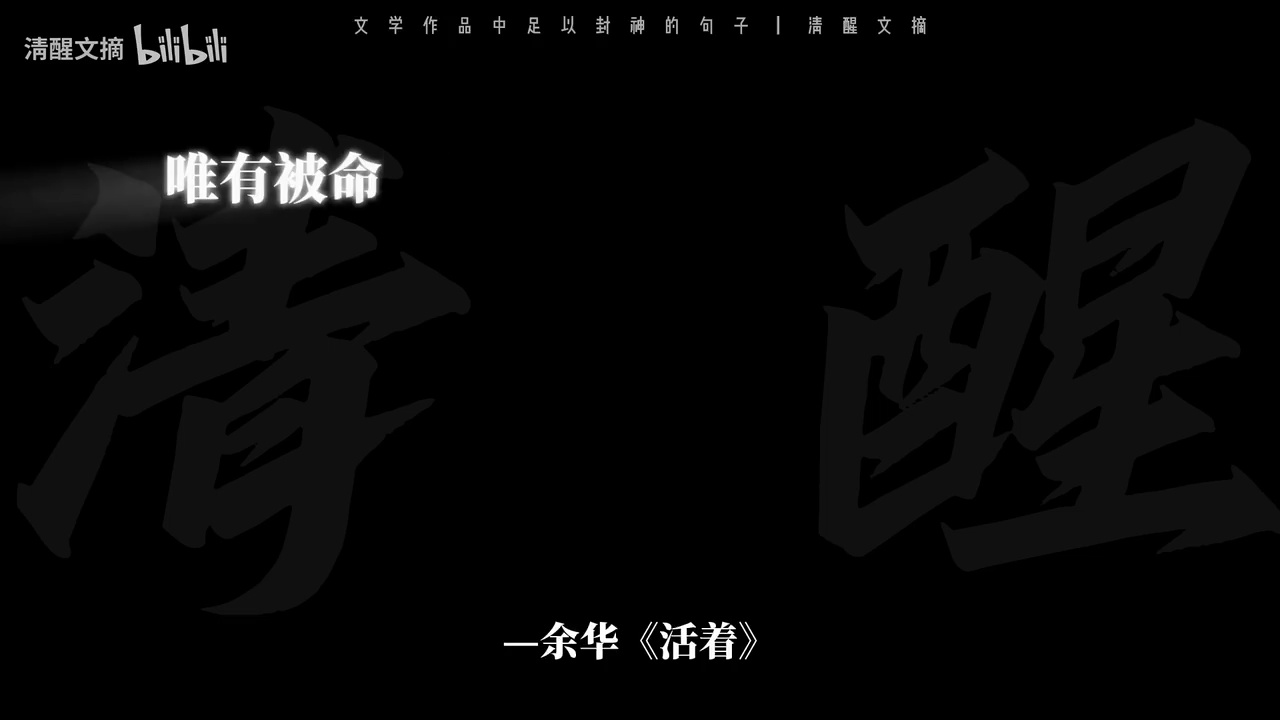 文学作品中足以封神的句子 | 清醒文摘
清醒文摘 bilibili
唯有被命
清醒
—余华《活着》